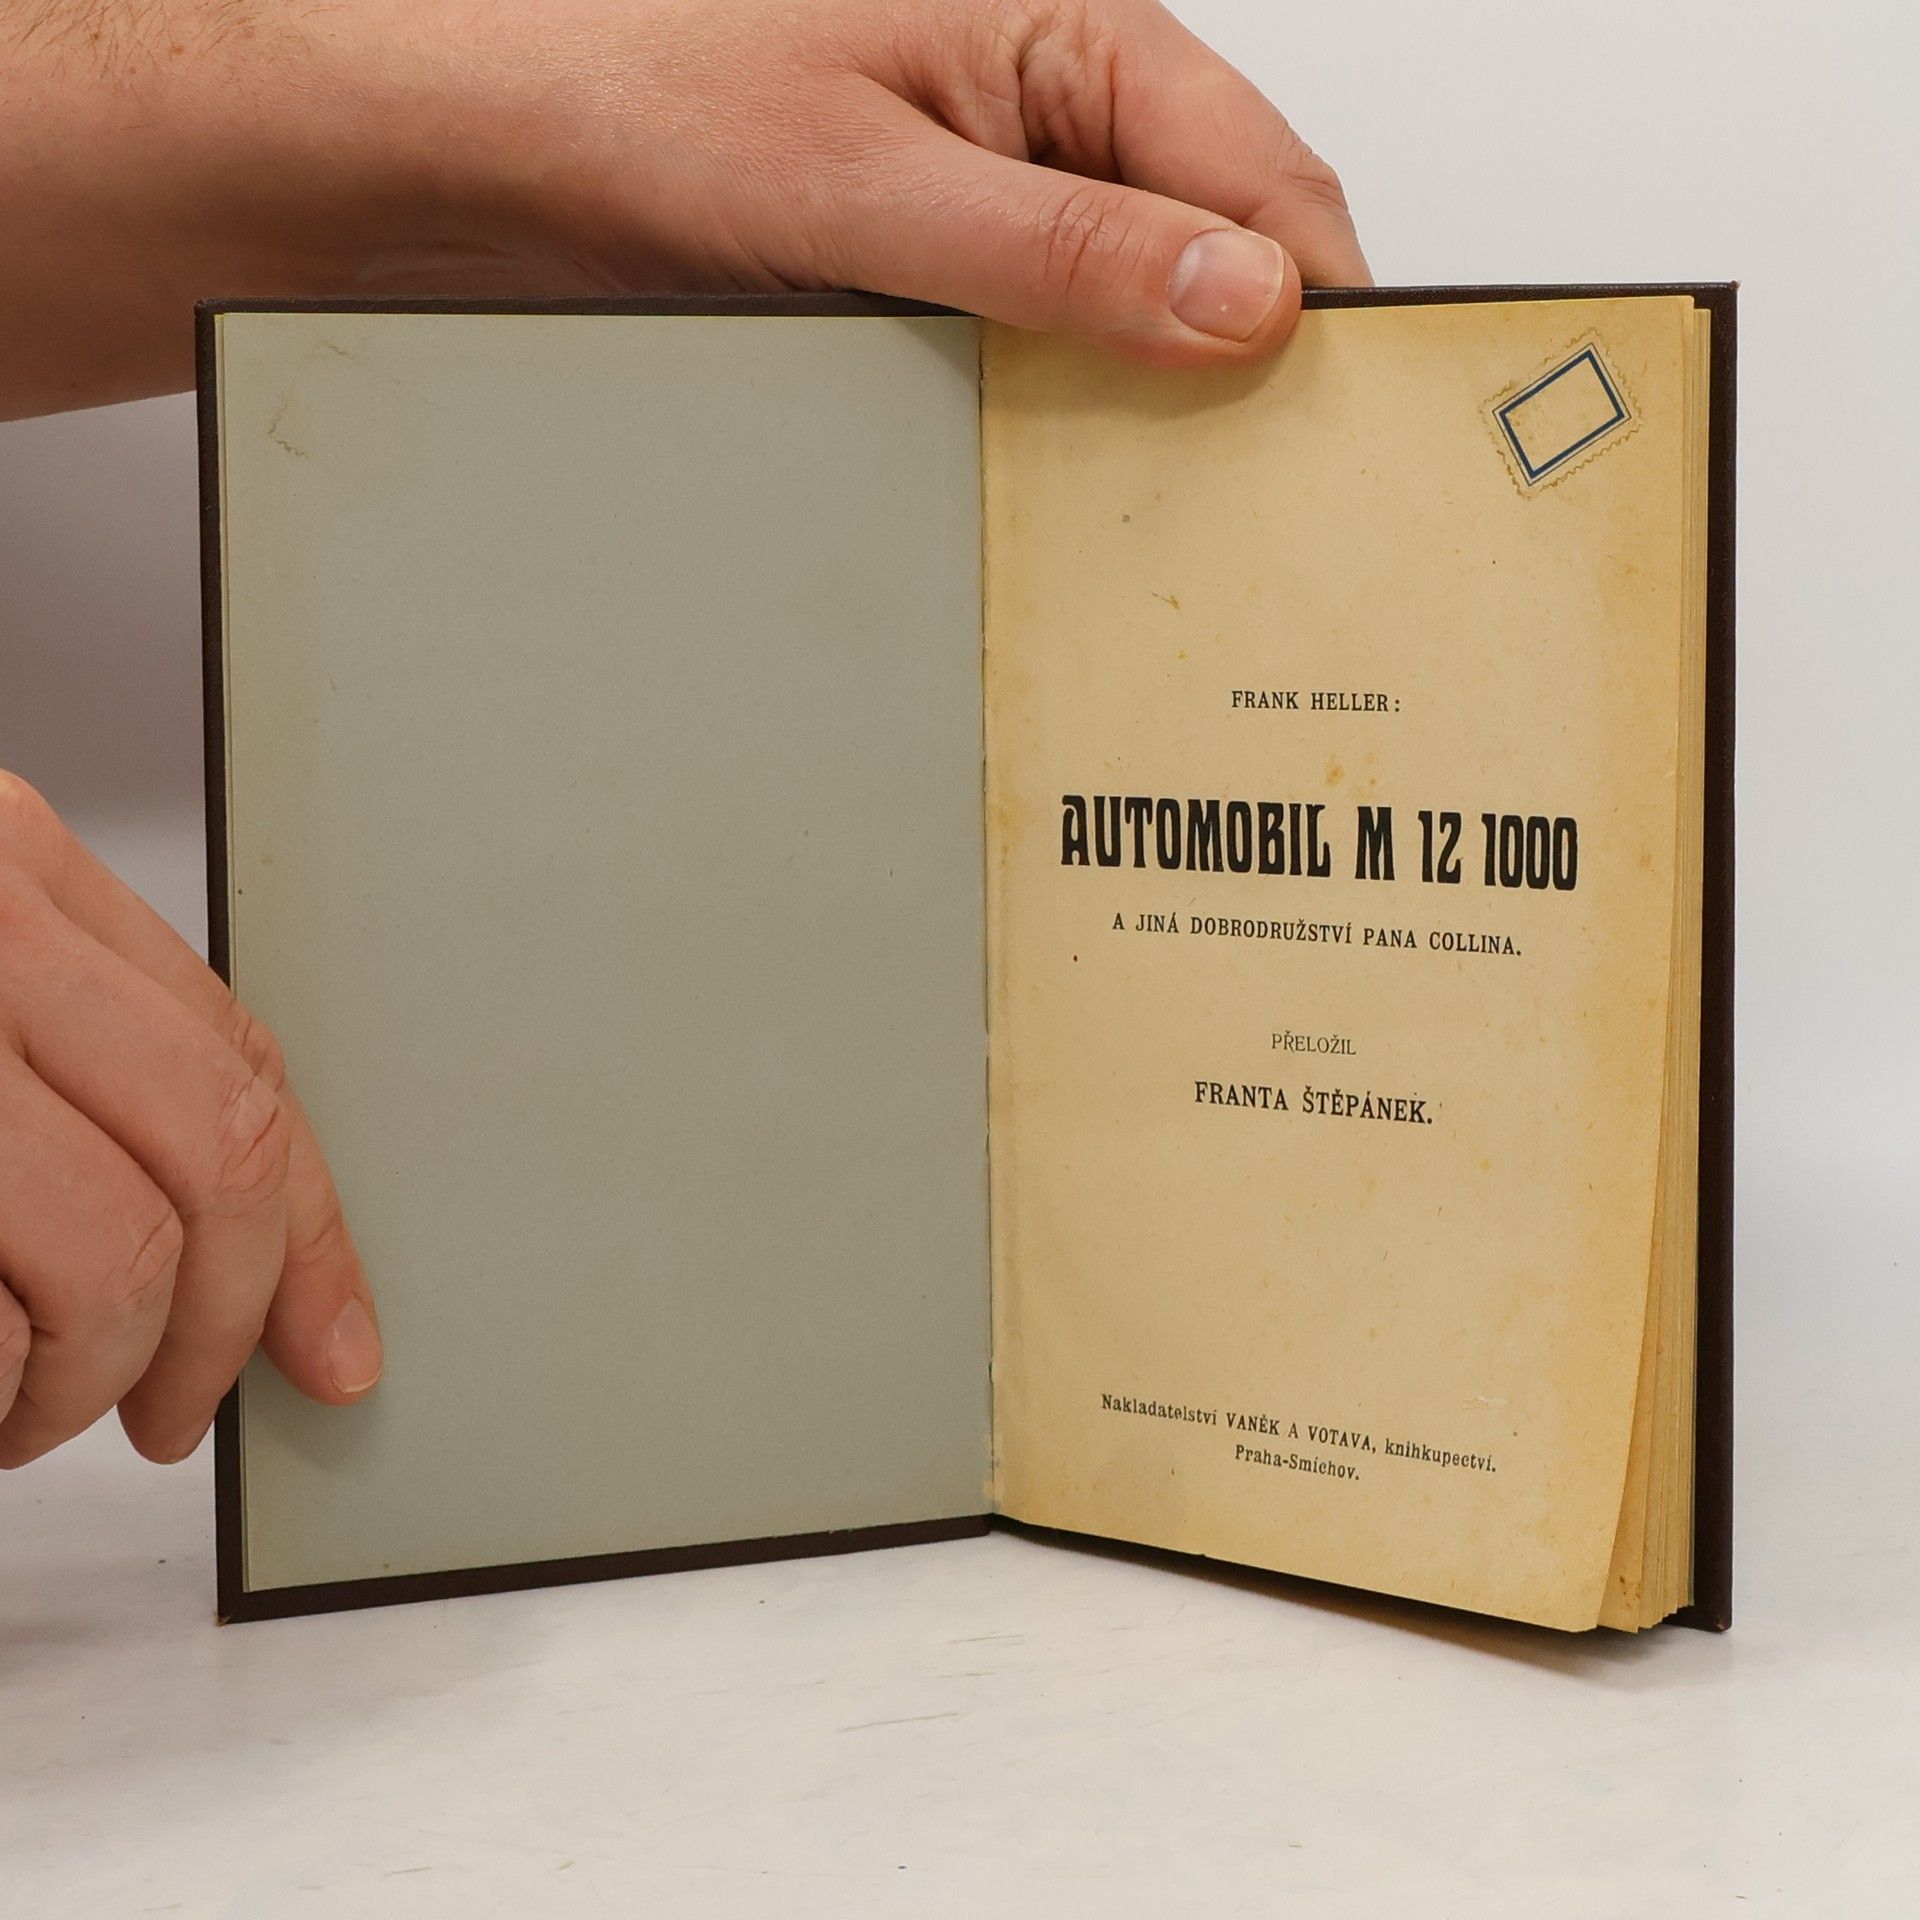 FRANK HELLER:
AUTOMOBIL M 12 1000
A JINÁ DOBRODRUŽSTVÍ PANA COLLINA.
PŘELOŽIL
FRANTA ŠTĚPÁNEK.
Nakladatelství VANĚK A VOTAVA, knihkupectví.
Praha-Smíchov.